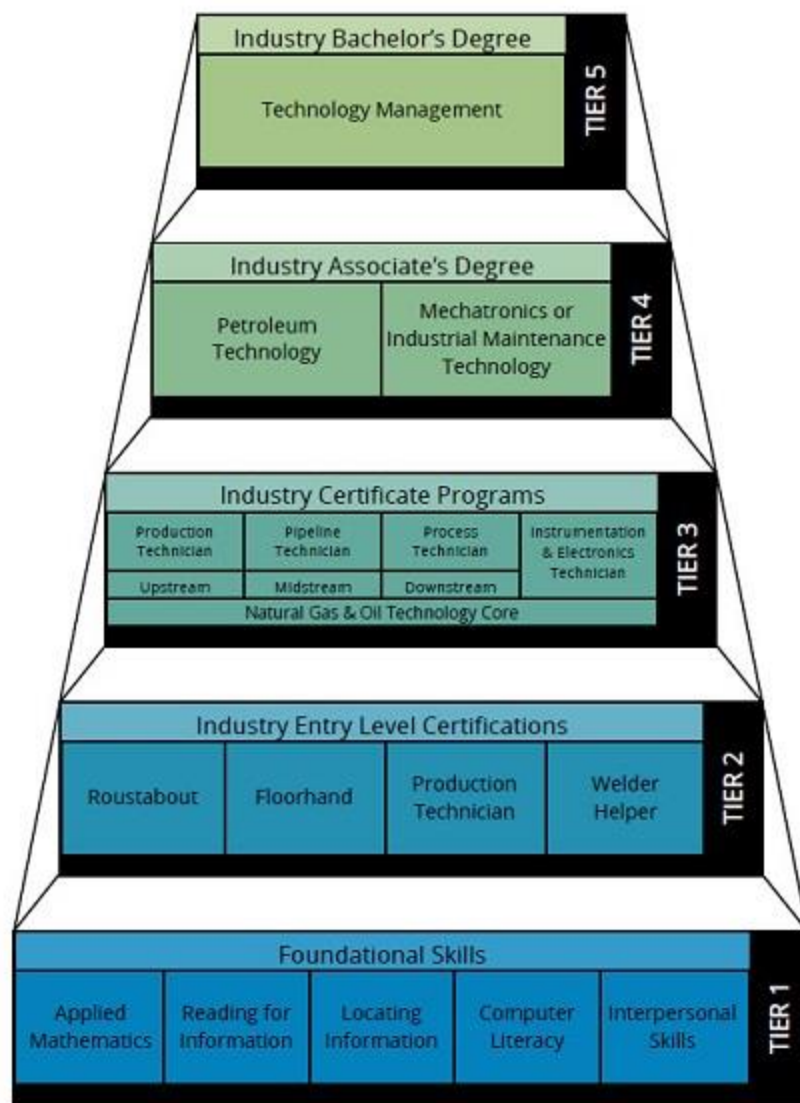 Industry Bachelor's Degree
Technology Management
TIER 5
Industry Associate's Degree
Petroleum
Technology
Mechatronics or
Industrial Maintenance
Technology
TIER 4
Industry Certificate Programs
Production
Technician
Upstream
Pipeline
Technician
Midstream
Process
Technician
Downstream
Instrumentation
& Electronics
Technician
Natural Gas & Oil Technology Core
TIER 3
Industry Entry Level Certifications
Roustabout
Floorhand
Production
Technician
Welder
Helper
TIER 2
Foundational Skills
Applied
Mathematics
Reading for
Information
Locating
Information
Computer
Literacy
Interpersonal
Skills
TIER 1